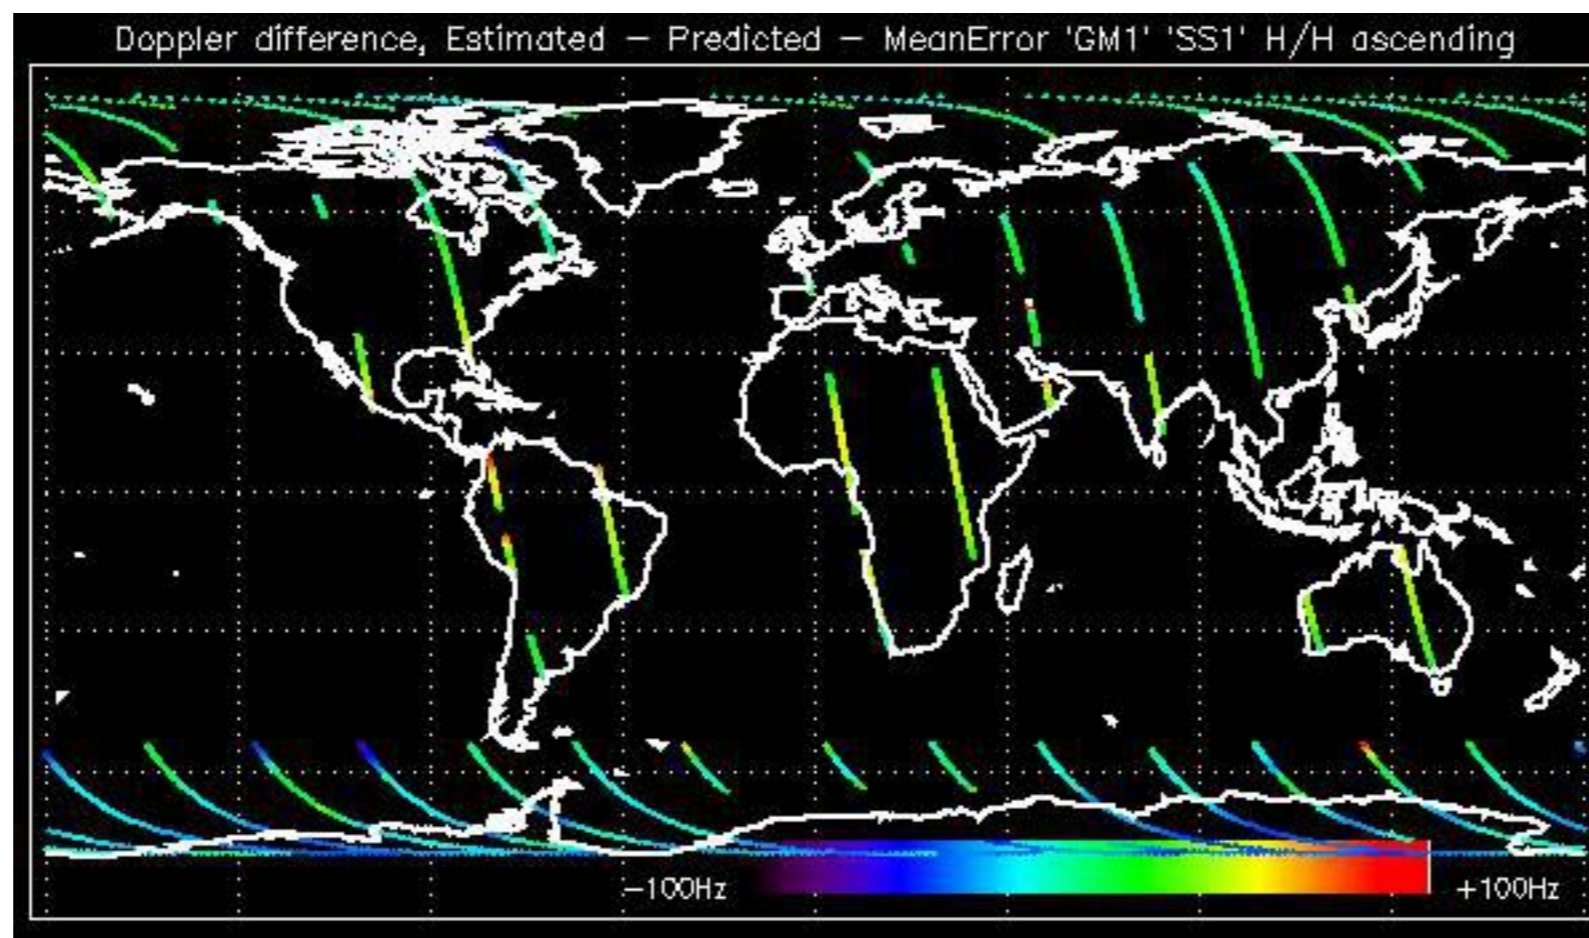 Doppler difference, Estimated — Predicted — MeanError 'GM1' 'SS1' H/H ascending
−100Hz +100Hz